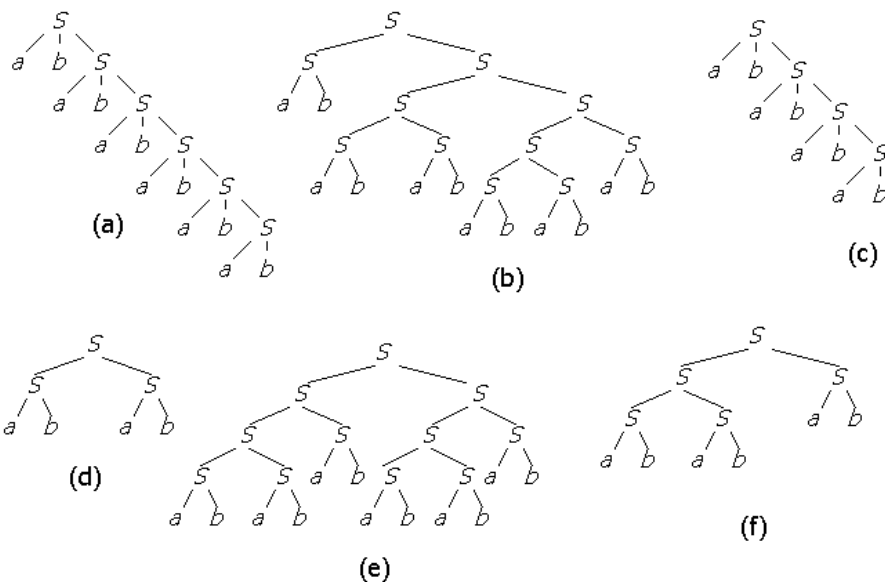 S
a b S
a b S
a b S
a b S
a b S
a b
(a)
S
S S
a b S S
S S S S
a b a b S S a b
a b a b
(b)
S
a b S
a b S
a b S
a b
(c)
S
S S
a b a b
(d)
S
S S
S S S S
S S a b S S a b
a b a b a b a b
(e)
S
S S
S S a b
a b a b
(f)